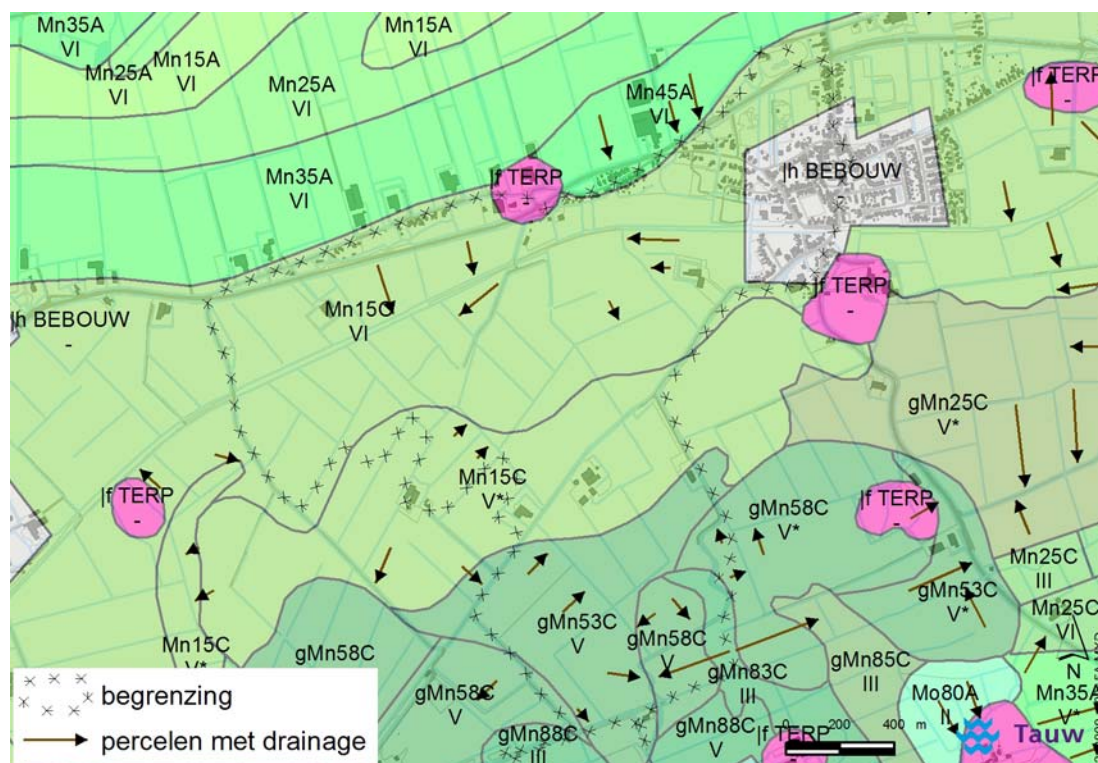 Mn35A
VI
Mn25A
VI
Mn15A
VI
Mn15A
VI
Mn25A
VI
Mn35A
VI
Mn45A
VI
|f TERP
-
|f TERP
-
|h BEBOUW
-
|f TERP
-
|h BEBOUW
-
Mn15C
VI
gMn25C
V*
Mn15C
V*
|f TERP
-
gMn58C
V*
|f TERP
-
Mn25C
III
gMn53C
V*
Mn25C
VI
gMn53C
V
gMn58C
V
Mn15C
V*
gMn58C
gMn58C
V
gMn83C
III
gMn85C
III
Mo80A
II
Mn35A
V*
gMn88C
III
gMn88C
V
|f TERP
N
0 200 400 m
Tauw
begrenzing
percelen met drainage